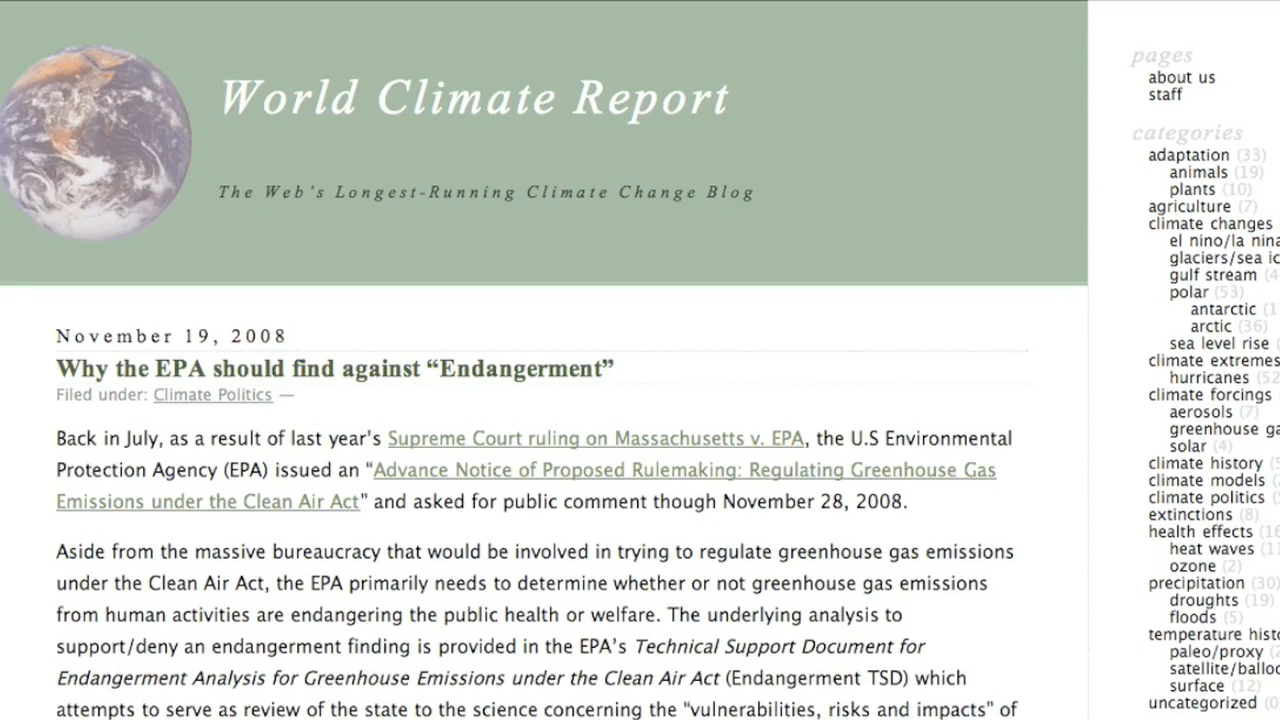 World Climate Report
The Web's Longest-Running Climate Change Blog
November 19, 2008
Why the EPA should find against “Endangerment”
Filed under: Climate Politics —
Back in July, as a result of last year’s Supreme Court ruling on Massachusetts v. EPA, the U.S Environmental
Protection Agency (EPA) issued an “Advance Notice of Proposed Rulemaking: Regulating Greenhouse Gas
Emissions under the Clean Air Act” and asked for public comment though November 28, 2008.
Aside from the massive bureaucracy that would be involved in trying to regulate greenhouse gas emissions
under the Clean Air Act, the EPA primarily needs to determine whether or not greenhouse gas emissions
from human activities are endangering the public health or welfare. The underlying analysis to
support/deny an endangerment finding is provided in the EPA’s Technical Support Document for
Endangerment Analysis for Greenhouse Emissions under the Clean Air Act (Endangerment TSD) which
attempts to serve as review of the state to the science concerning the “vulnerabilities, risks and impacts” of
pages
about us
staff
categories
adaptation (33)
animals (19)
plants (10)
agriculture (7)
climate changes
el nino/la nina
glaciers/sea
gulf stream
polar (53)
antarctic
arctic (36)
sea level rise
climate extremes
hurricanes
climate forcings
aerosols (7)
greenhouse
solar (4)
climate history
climate models
climate politics
extinctions (8)
health effects
heat waves
ozone (2)
precipitation (30)
droughts (19)
floods (5)
temperature
paleo/proxy
surface (12)
uncategorized